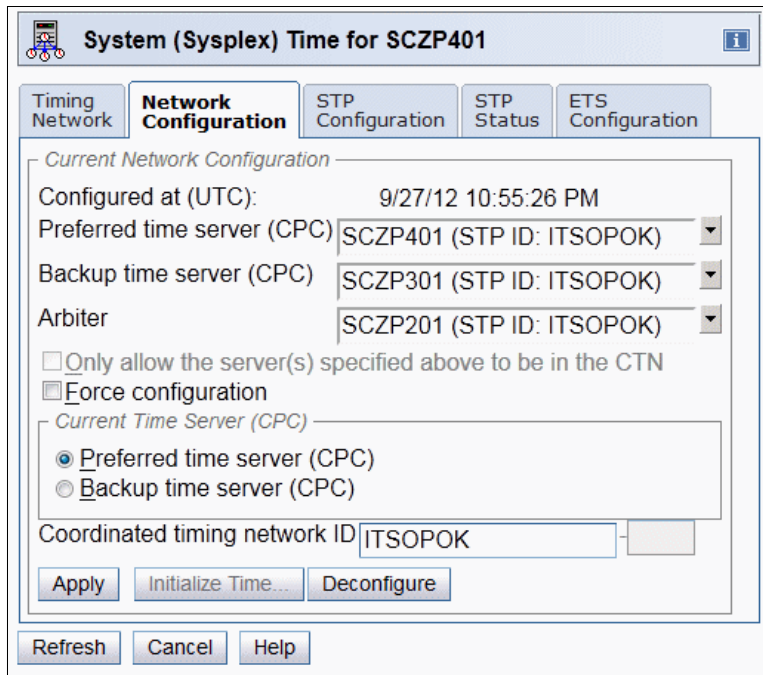 System (Sysplex) Time for SCZP401
i
Timing Network
Network Configuration
STP Configuration
STP Status
ETS Configuration
Current Network Configuration
Configured at (UTC): 9/27/12 10:55:26 PM
Preferred time server (CPC) SCZP401 (STP ID: ITSOPOK)
Backup time server (CPC) SCZP301 (STP ID: ITSOPOK)
Arbiter SCZP201 (STP ID: ITSOPOK)
Only allow the server(s) specified above to be in the CTN
Force configuration
Current Time Server (CPC)
Preferred time server (CPC)
Backup time server (CPC)
Coordinated timing network ID ITSOPOK -
Apply Initialize Time... Deconfigure
Refresh Cancel Help